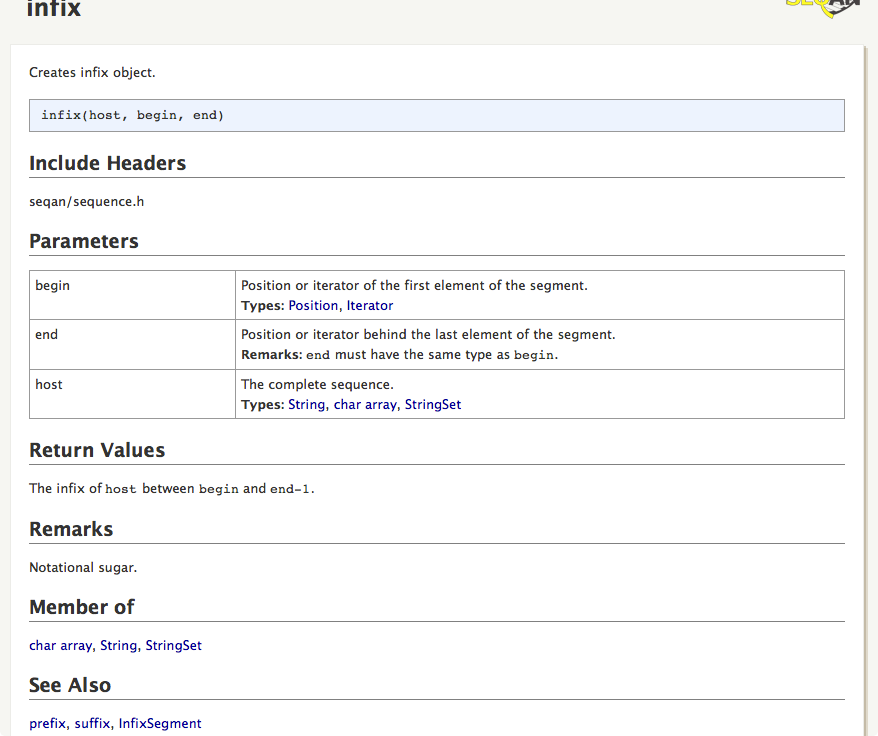 infix
SEQAN
Creates infix object.
infix(host, begin, end)
Include Headers
seqan/sequence.h
Parameters
begin
Position or iterator of the first element of the segment.
Types: Position, Iterator
end
Position or iterator behind the last element of the segment.
Remarks: end must have the same type as begin.
host
The complete sequence.
Types: String, char array, StringSet
Return Values
The infix of host between begin and end-1.
Remarks
Notational sugar.
Member of
char array, String, StringSet
See Also
prefix, suffix, InfixSegment